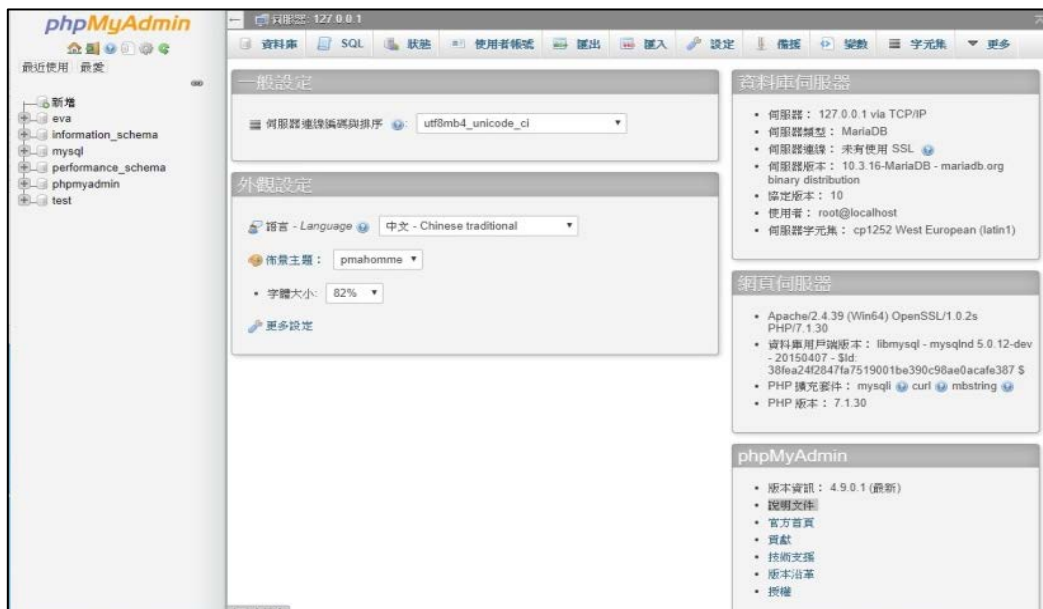 phpMyAdmin
最近使用 最愛
新增
eva
information_schema
mysql
performance_schema
phpmyadmin
test
伺服器: 127.0.0.1
資料庫 SQL 狀態 使用者帳號 匯出 匯入 設定 備援 變數 字元集 更多
一般設定
伺服器連線編碼與排序 : utf8mb4_unicode_ci
外觀設定
語言 - Language 中文 - Chinese traditional
佈景主題： pmahomme
• 字體大小: 82%
更多設定
資料庫伺服器
• 伺服器： 127.0.0.1 via TCP/IP
• 伺服器類型： MariaDB
• 伺服器連線： 未有使用 SSL
• 伺服器版本： 10.3.16-MariaDB - mariadb.org
binary distribution
• 協定版本： 10
• 使用者： root@localhost
• 伺服器字元集： cp1252 West European (latin1)
網頁伺服器
• Apache/2.4.39 (Win64) OpenSSL/1.0.2s
PHP/7.1.30
• 資料庫用戶端版本： libmysql - mysqlnd 5.0.12-dev
- 20150407 - $Id:
38fea24f2847fa7519001be390c98ae0acafe387 $
• PHP 擴充套件： mysqli curl mbstring
• PHP 版本： 7.1.30
phpMyAdmin
• 版本資訊： 4.9.0.1 (最新)
• 說明文件
• 官方首頁
• 貢獻
• 技術支援
• 版本沿革
• 授權